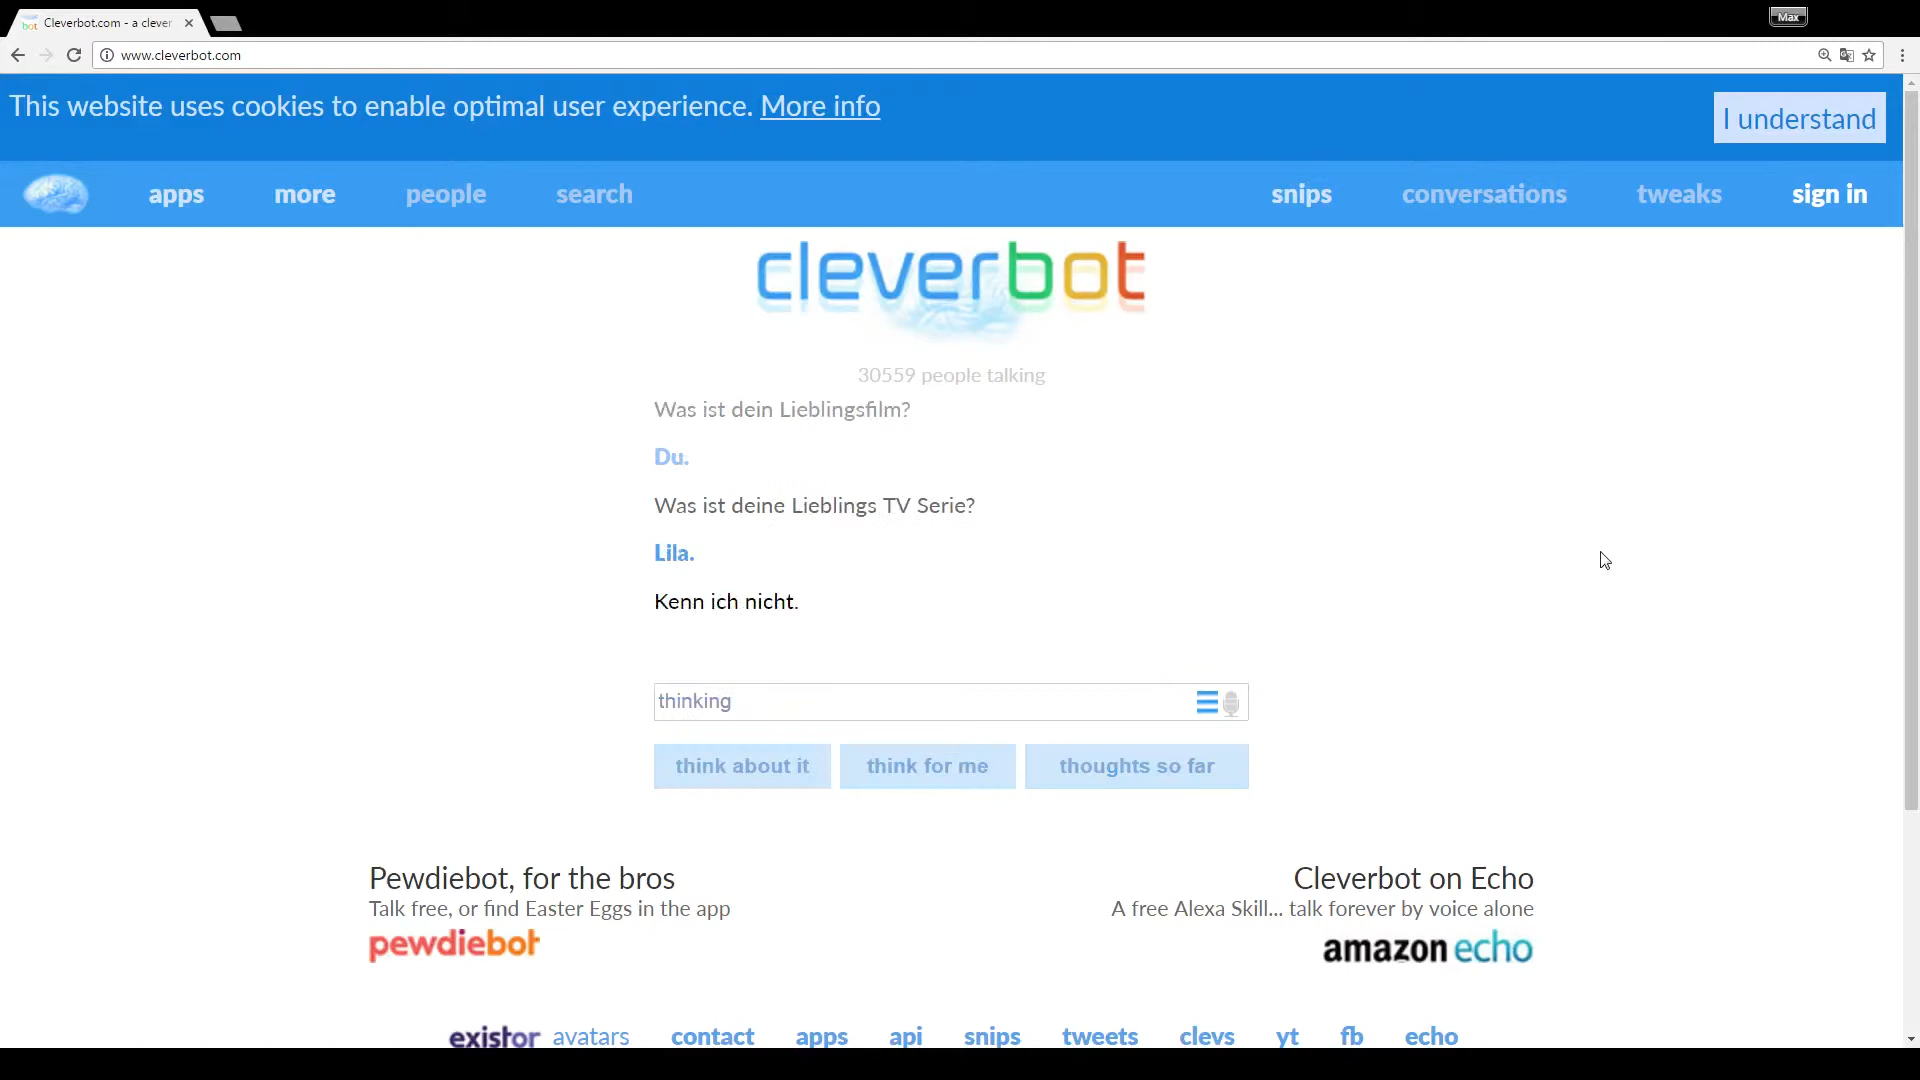 Cleverbot.com - a clever
Max
www.cleverbot.com
This website uses cookies to enable optimal user experience. More info
I understand
apps more people search snips conversations tweaks sign in
cleverbot
30559 people talking
Was ist dein Lieblingsfilm?
Du.
Was ist deine Lieblings TV Serie?
Lila.
Kenn ich nicht.
thinking
think about it think for me thoughts so far
Pewdiebot, for the bros
Talk free, or find Easter Eggs in the app
pewdiebot
Cleverbot on Echo
A free Alexa Skill... talk forever by voice alone
amazon echo
existor avatars contact apps api snips tweets clevs yt fb echo